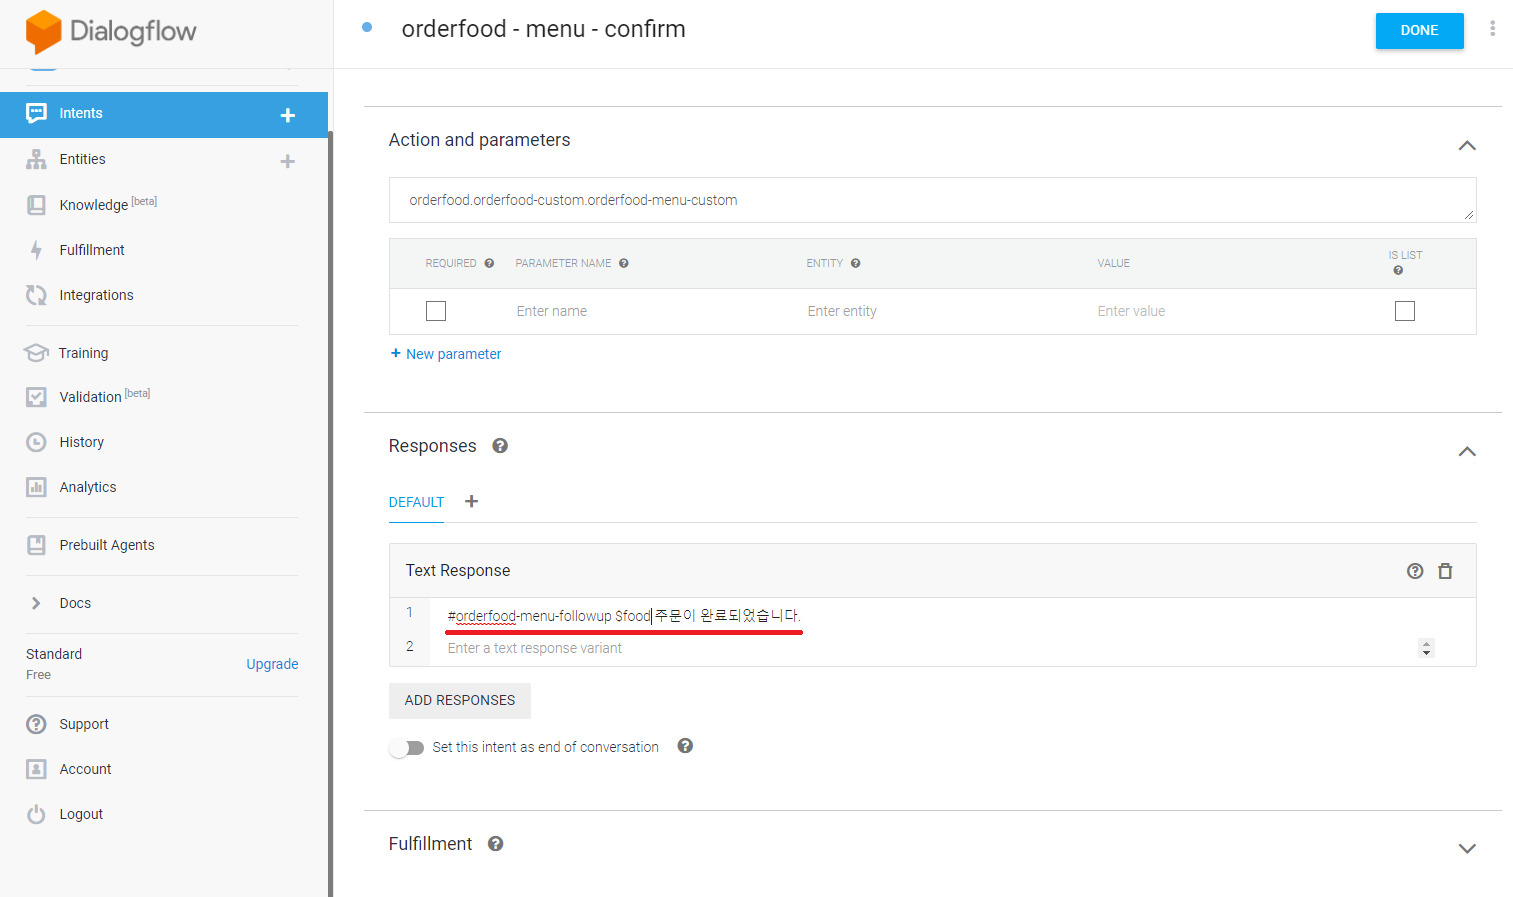 Dialogflow
orderfood - menu - confirm
DONE
Intents
Entities
Knowledge [beta]
Fulfillment
Integrations
Training
Validation [beta]
History
Analytics
Prebuilt Agents
Docs
Standard
Free
Upgrade
Support
Account
Logout
Action and parameters
orderfood.orderfood-custom.orderfood-menu-custom
REQUIRED PARAMETER NAME ENTITY VALUE IS LIST
Enter name Enter entity Enter value
+ New parameter
Responses
DEFAULT +
Text Response
1 #orderfood-menu-followup $food 주문이 완료되었습니다.
2 Enter a text response variant
ADD RESPONSES
Set this intent as end of conversation
Fulfillment